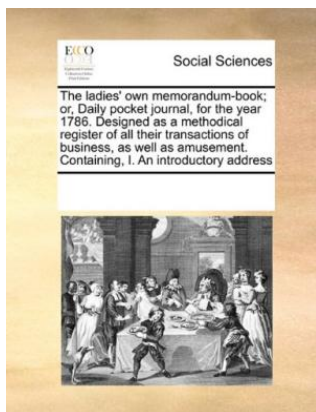 ECCO
Social Sciences
The ladies' own memorandum-book;
or, Daily pocket journal, for the year
1786. Designed as a methodical
register of all their transactions of
business, as well as amusement.
Containing, I. An introductory address